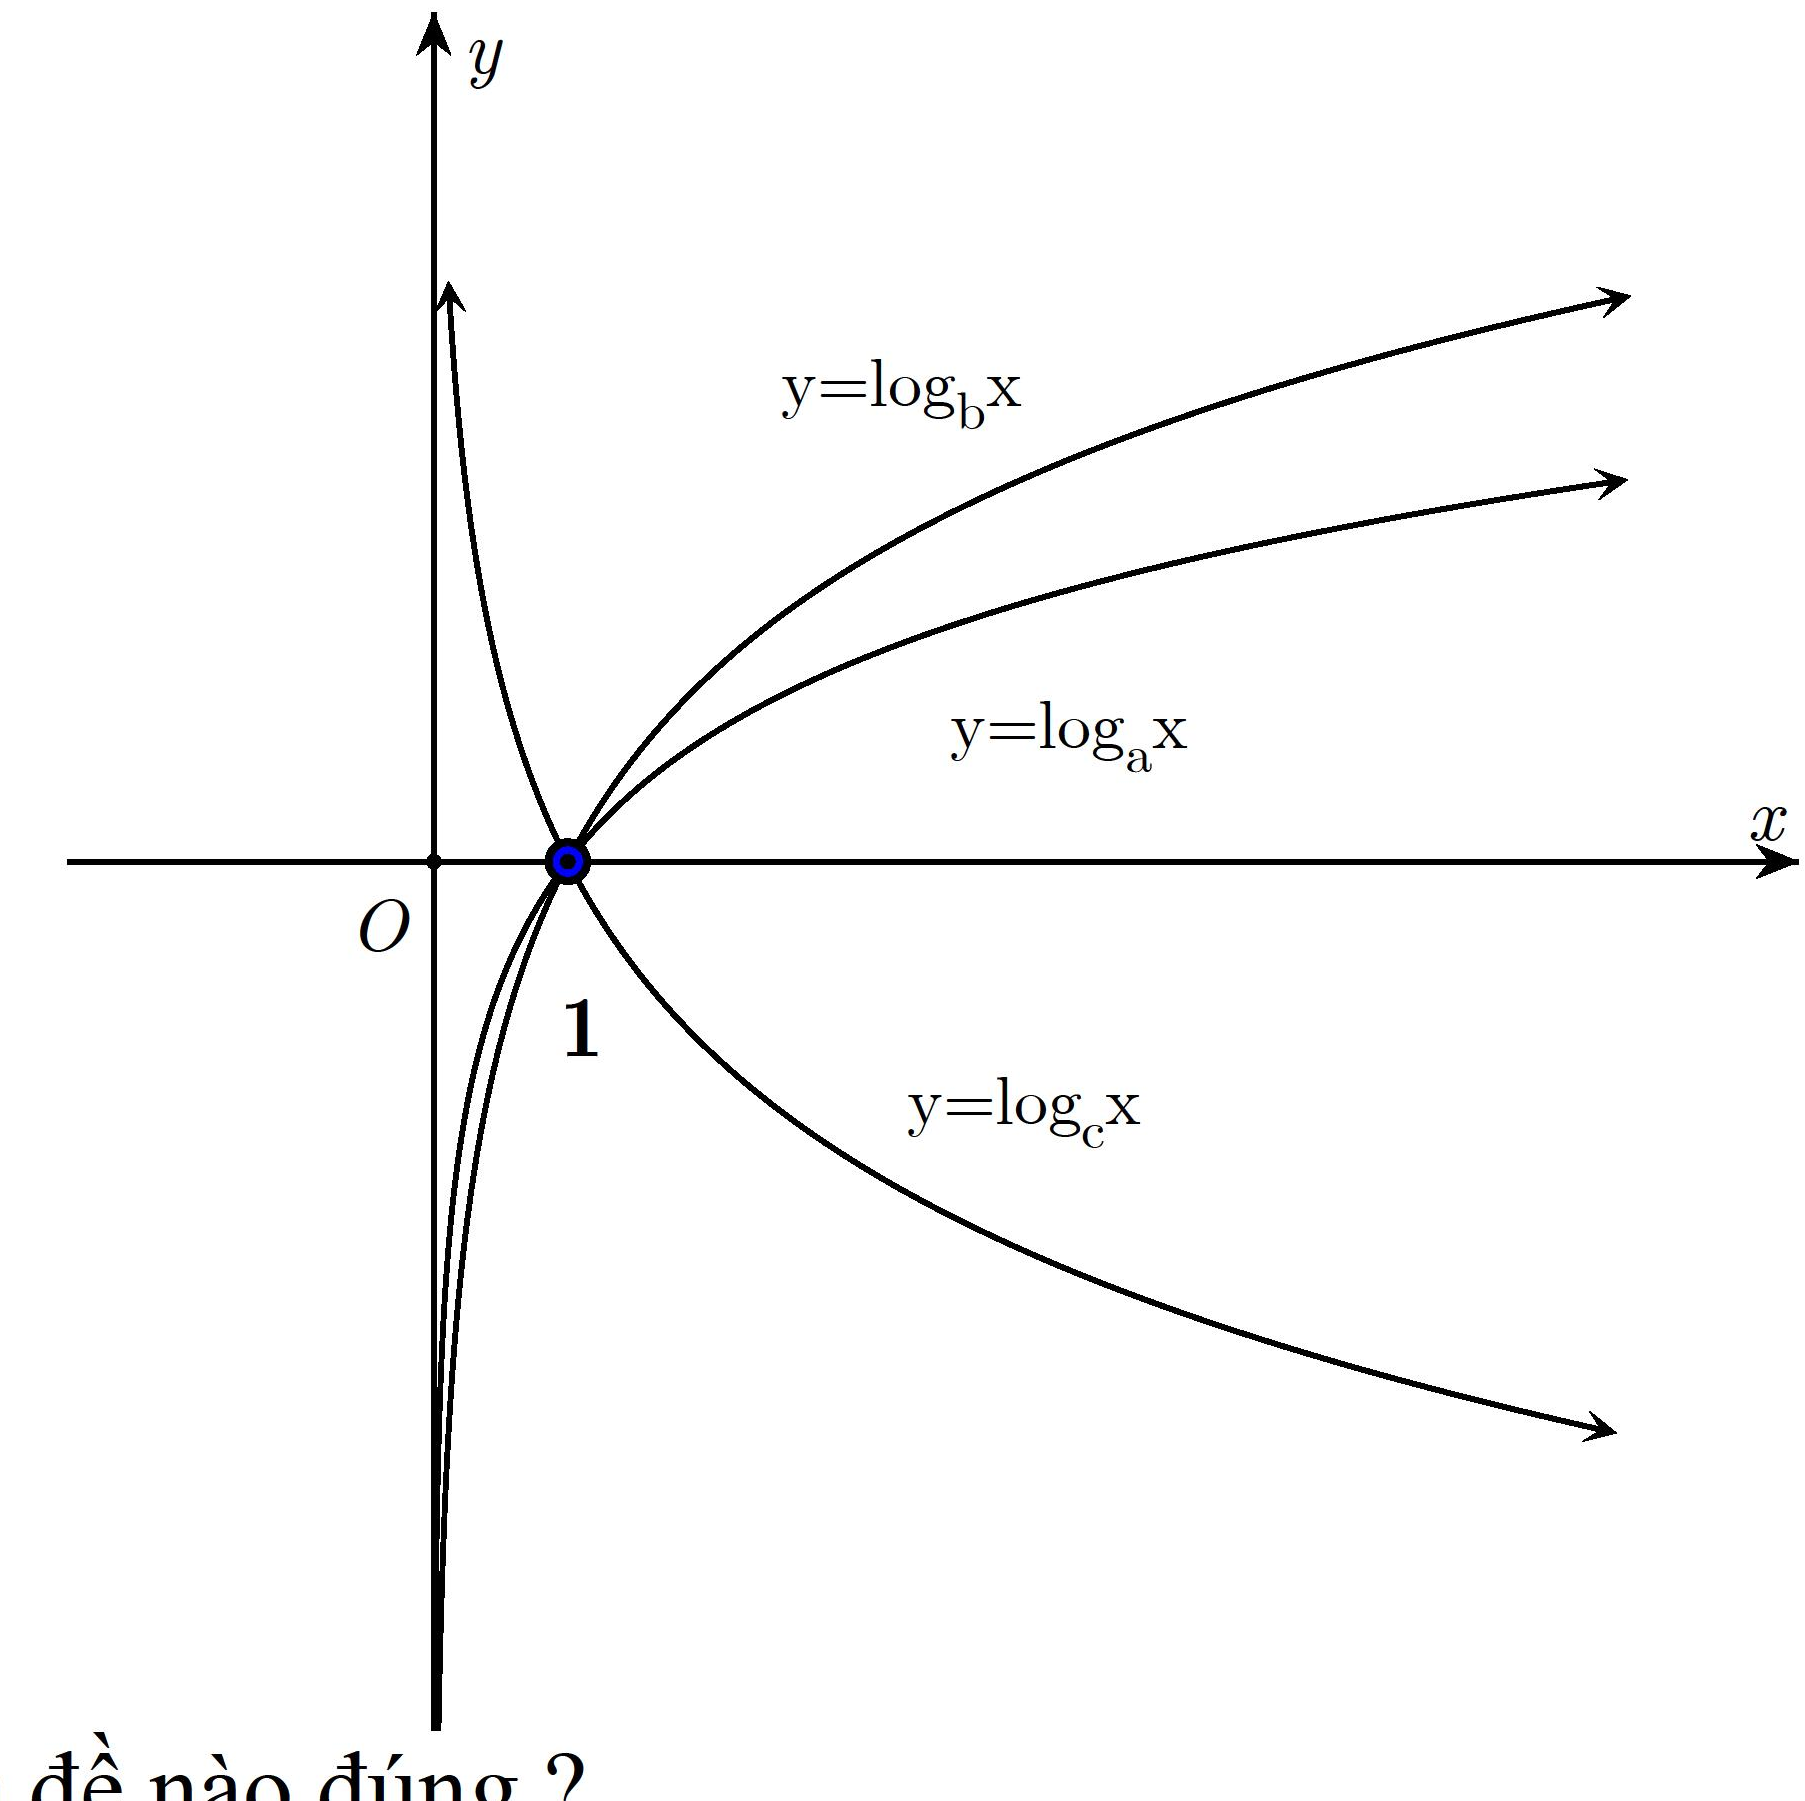 y
y=log_b x
y=log_a x
x
O
1
y=log_c x
đề nào đúng ?